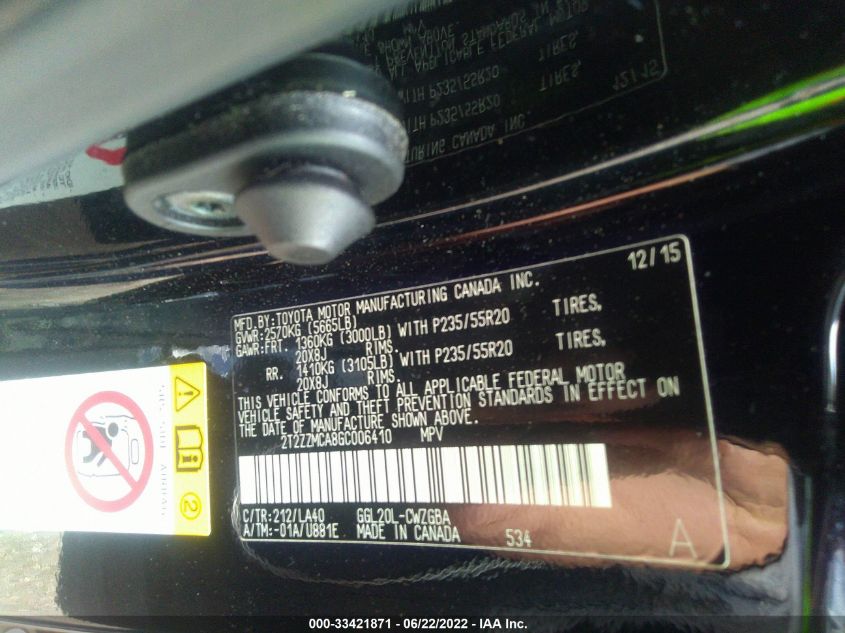 12/15
MFD.BY:TOYOTA MOTOR MANUFACTURING CANADA INC.
GVWR:2570KG (5665LB)
GAWR:FRT. 1360KG (3000LB) WITH P235/55R20 TIRES,
20X8J RIMS
RR. 1410KG (3105LB) WITH P235/55R20 TIRES,
20X8J RIMS.
THIS VEHICLE CONFORMS TO ALL APPLICABLE FEDERAL MOTOR
VEHICLE SAFETY AND THEFT PREVENTION STANDARDS IN EFFECT ON
THE DATE OF MANUFACTURE SHOWN ABOVE.
2T2ZZMCA8GC006410 MPV
C/TR:212/LA40 GGL20L-CWZGBA
A/TM:-01A/U881E MADE IN CANADA 534
A
2
000-33421871 - 06/22/2022 - IAA Inc.